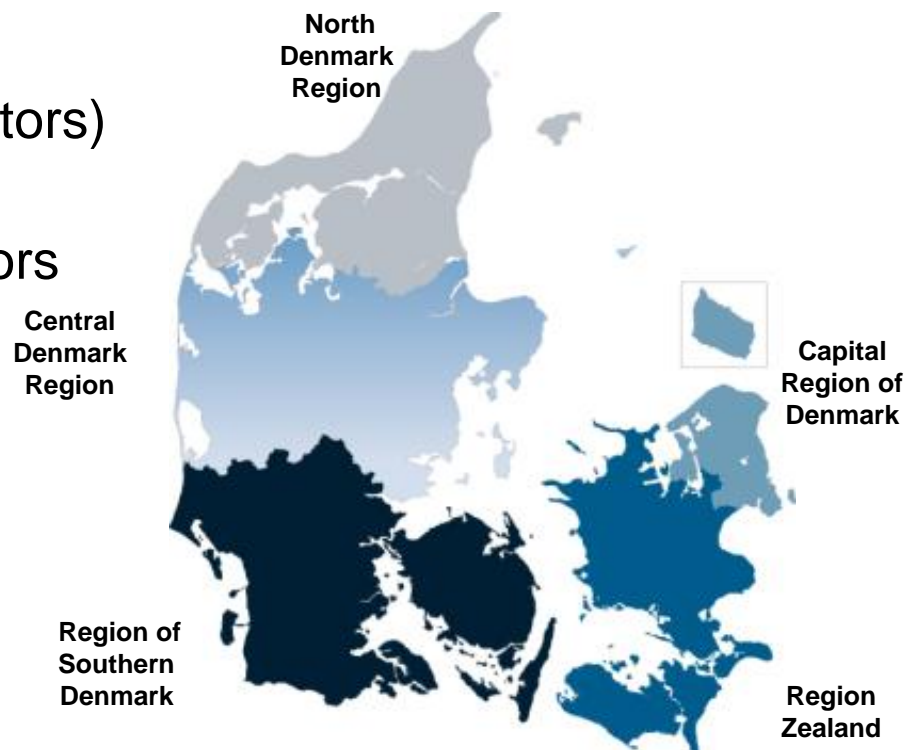 North
Denmark
Region
tors)
ors
Central
Denmark
Region
Capital
Region of
Denmark
Region of
Southern
Denmark
Region
Zealand